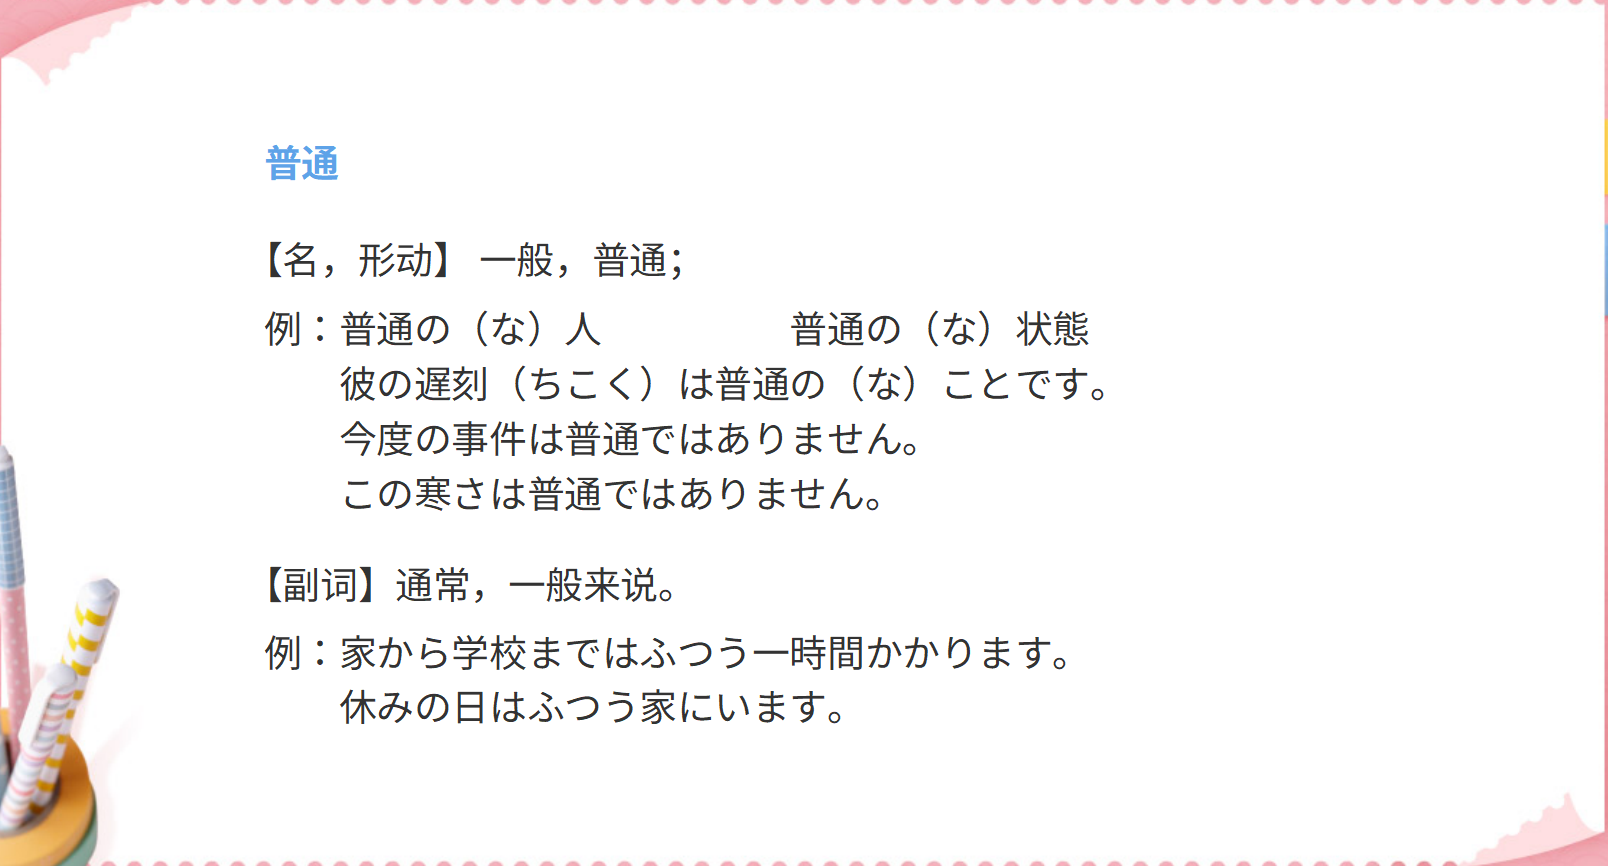 普通
【名，形动】 一般，普通；
例：普通の（な）人　　　　　普通の（な）状態
彼の遅刻（ちこく）は普通の（な）ことです。
今度の事件は普通ではありません。
この寒さは普通ではありません。
【副词】通常，一般来说。
例：家から学校まではふつう一時間かかります。
休みの日はふつう家にいます。